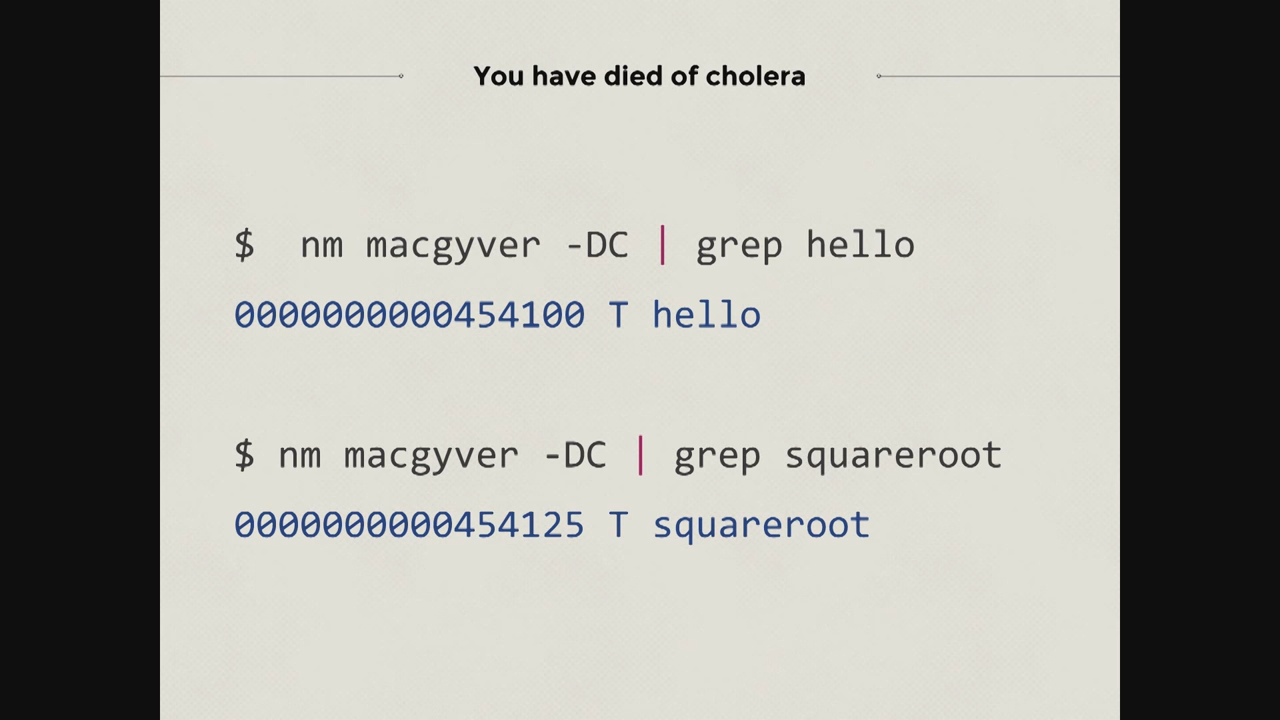 You have died of cholera
$  nm macgyver -DC | grep hello
0000000000454100 T hello
$ nm macgyver -DC | grep squareroot
0000000000454125 T squareroot